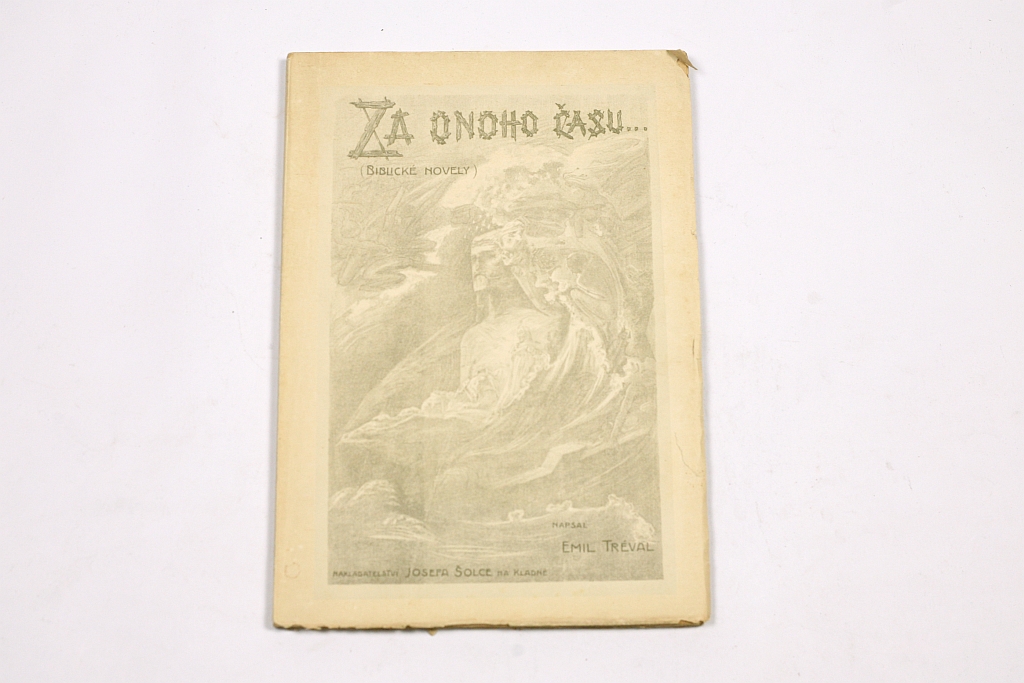 ZA ONOHO ČASU...
(BIBLICKÉ NOVELY)
NAPSAL
EMIL TRÉVAL
NAKLADATELSTVÍ JOSEFA ŠOLCE NA KLADNĚ